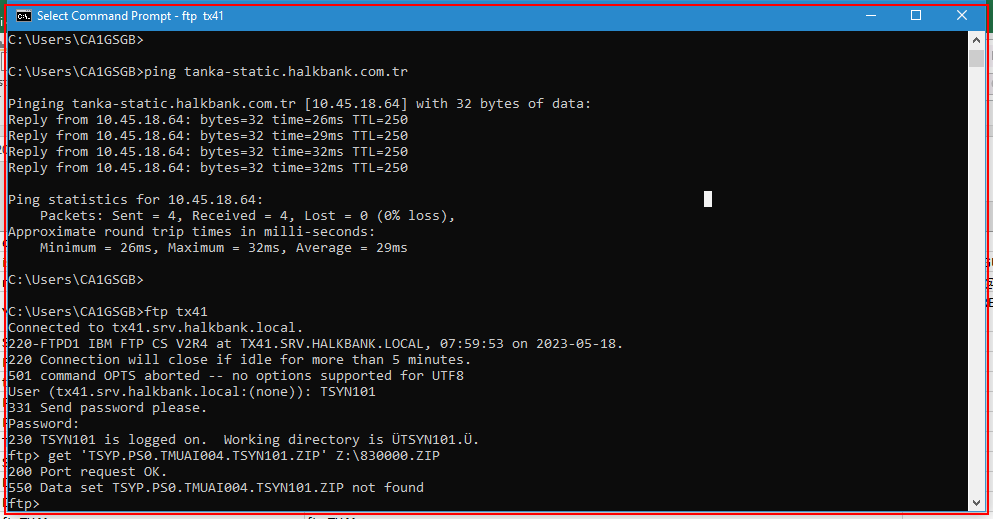 Select Command Prompt - ftp tx41
C:\Users\CA1GSGB>
C:\Users\CA1GSGB>ping tanka-static.halkbank.com.tr
Pinging tanka-static.halkbank.com.tr [10.45.18.64] with 32 bytes of data:
Reply from 10.45.18.64: bytes=32 time=26ms TTL=250
Reply from 10.45.18.64: bytes=32 time=29ms TTL=250
Reply from 10.45.18.64: bytes=32 time=32ms TTL=250
Reply from 10.45.18.64: bytes=32 time=32ms TTL=250
Ping statistics for 10.45.18.64:
    Packets: Sent = 4, Received = 4, Lost = 0 (0% loss),
Approximate round trip times in milli-seconds:
    Minimum = 26ms, Maximum = 32ms, Average = 29ms
C:\Users\CA1GSGB>
C:\Users\CA1GSGB>ftp tx41
Connected to tx41.srv.halkbank.local.
220-FTPD1 IBM FTP CS V2R4 at TX41.SRV.HALKBANK.LOCAL, 07:59:53 on 2023-05-18.
220 Connection will close if idle for more than 5 minutes.
501 command OPTS aborted -- no options supported for UTF8
User (tx41.srv.halkbank.local:(none)): TSYN101
331 Send password please.
Password:
230 TSYN101 is logged on.  Working directory is ÜTSYN101.Ü.
ftp> get 'TSYP.PS0.TMUAI004.TSYN101.ZIP' Z:\830000.ZIP
200 Port request OK.
550 Data set TSYP.PS0.TMUAI004.TSYN101.ZIP not found
ftp>